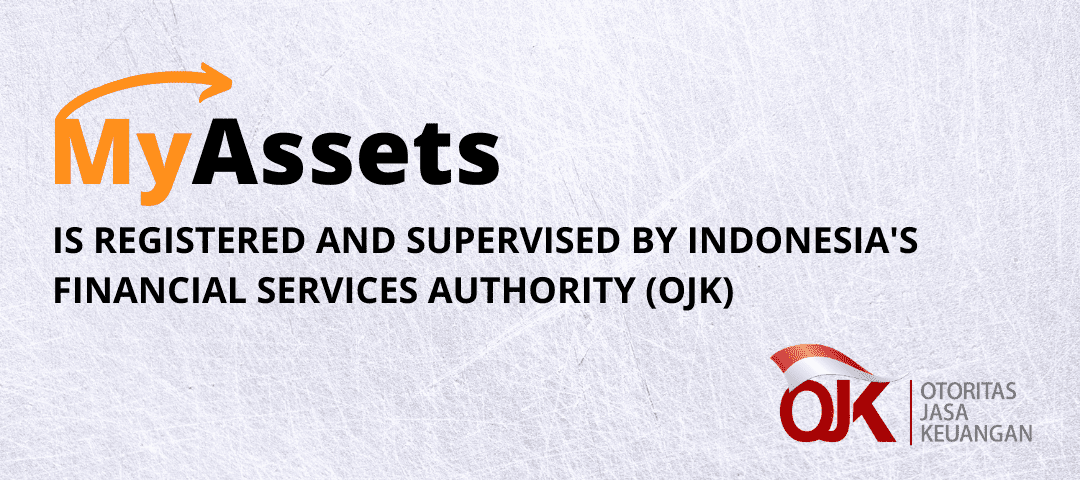 MyAssets
IS REGISTERED AND SUPERVISED BY INDONESIA'S
FINANCIAL SERVICES AUTHORITY (OJK)
OJK
OTORITAS
JASA
KEUANGAN